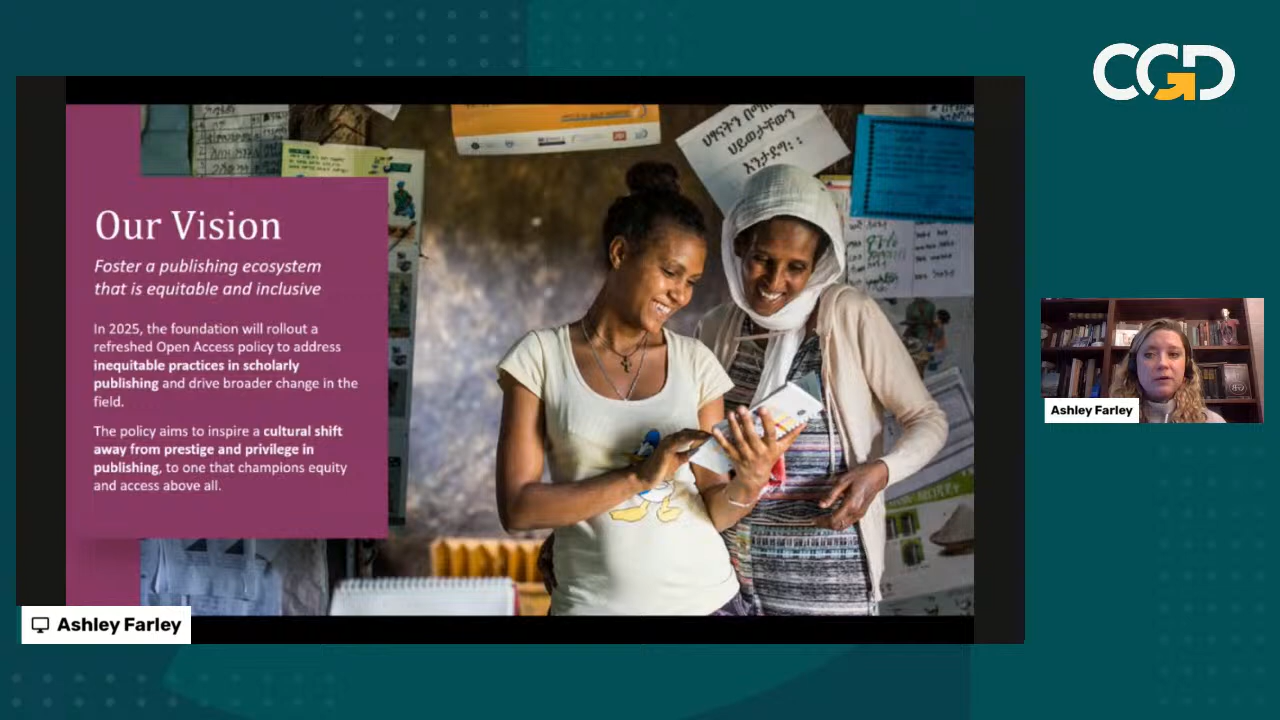 CGD
Our Vision
Foster a publishing ecosystem
that is equitable and inclusive
In 2025, the foundation will rollout a
refreshed Open Access policy to address
inequitable practices in scholarly
publishing and drive broader change in the
field.
The policy aims to inspire a cultural shift
away from prestige and privilege in
publishing, to one that champions equity
and access above all.
ህይወታቸውን
እንታደግ፡፡
Ashley Farley
Ashley Farley